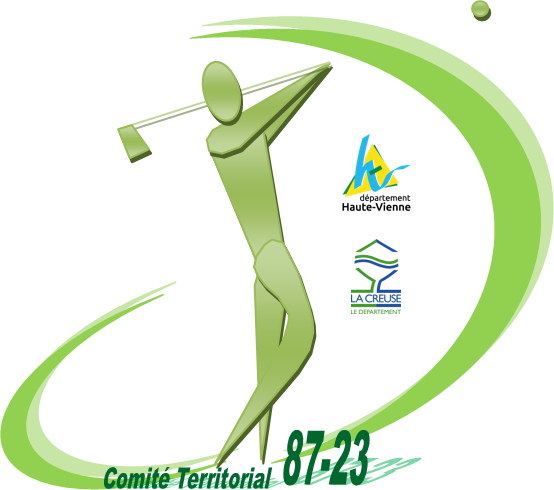 département
Haute-Vienne
LA CREUSE
LE DEPARTEMENT
Comité Territorial 87-23